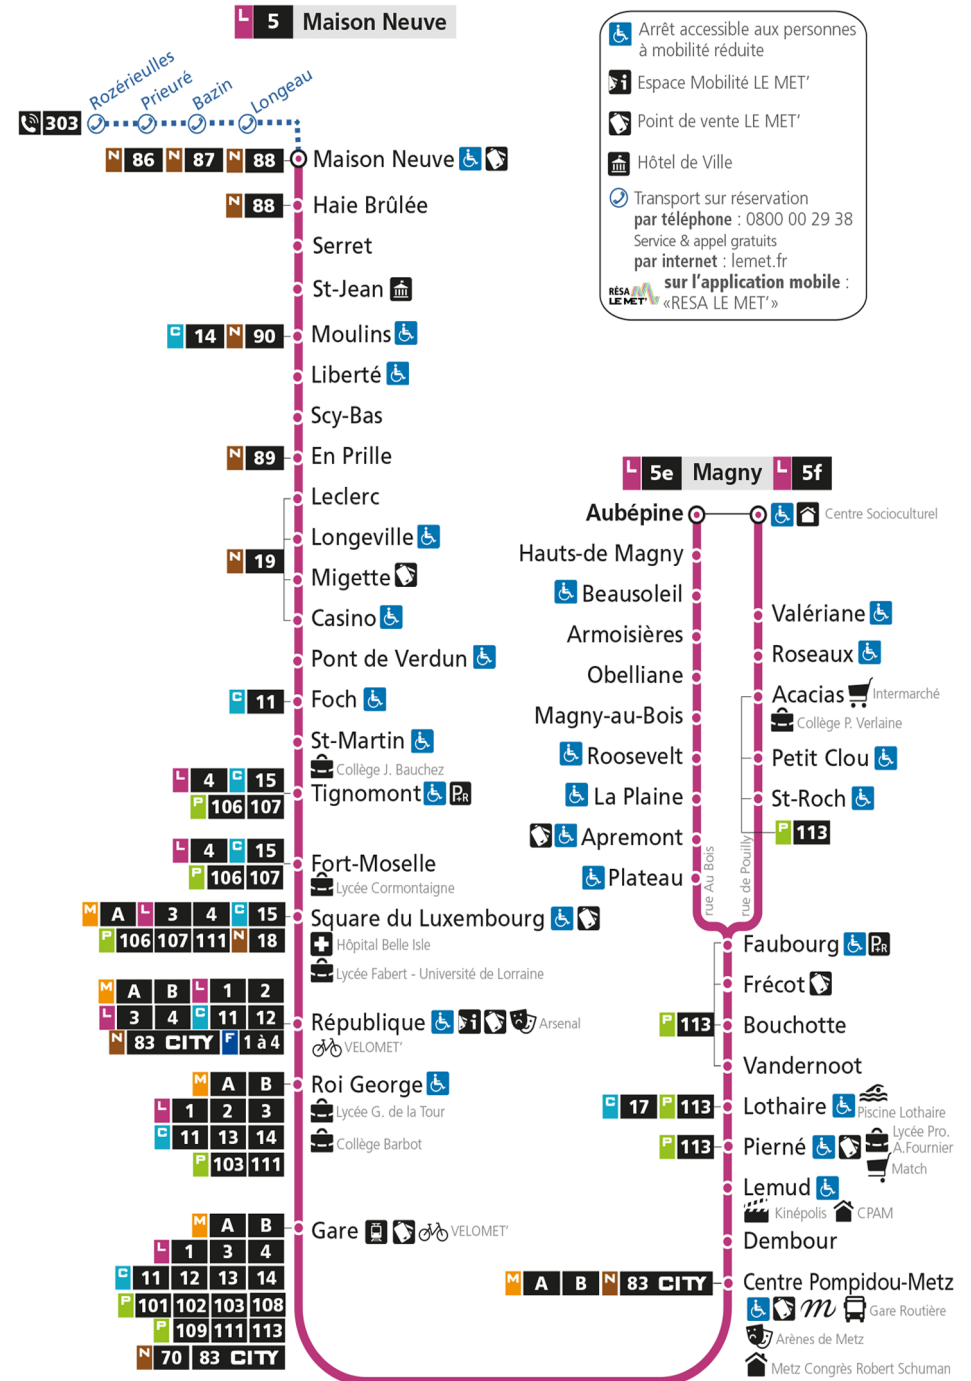 L 5 Maison Neuve
Rozérieulles
Prieuré
Bazin
Longeau
303
N 86 N 87 N 88 Maison Neuve
N 88 Haie Brûlée
Serret
St-Jean
C 14 N 90 Moulins
Liberté
Scy-Bas
N 89 En Prille
Leclerc
Longeville
N 19
Migette
Casino
Pont de Verdun
C 11 Foch
St-Martin
Collège J. Bauchez
L 4 C 15
P 106 107
Tignomont P+R
L 4 C 15
P 106 107
Fort-Moselle
Lycée Cormontaigne
M A L 3 4 C 15
P 106 107 111 N 18
Square du Luxembourg
Hôpital Belle Isle
Lycée Fabert - Université de Lorraine
M A B L 1 2
L 3 4 C 11 12
N 83 CITY F 1 à 4
République Arsenal
VELOMET'
M A B Roi George
L 1 2 3
Lycée G. de la Tour
C 11 13 14
Collège Barbot
P 103 111
M A B Gare VELOMET'
L 1 3 4
C 11 12 13 14
P 101 102 103 108
P 109 111 113
N 70 83 CITY
Arrêt accessible aux personnes
à mobilité réduite
Espace Mobilité LE MET'
Point de vente LE MET'
Hôtel de Ville
Transport sur réservation
par téléphone : 0800 00 29 38
Service & appel gratuits
par internet : lemet.fr
RÉSA
LE MET'
sur l'application mobile :
«RESA LE MET'»
L 5e Magny L 5f
Aubépine Centre Socioculturel
Hauts-de Magny
Beausoleil
Armoisières
Obelliane
Magny-au-Bois
Roosevelt
La Plaine
Apremont
Plateau
rue Au Bois
rue de Pouilly
Valériane
Roseaux
Acacias Intermarché
Collège P. Verlaine
Petit Clou
St-Roch
P 113
Faubourg P+R
Frécot
P 113 Bouchotte
Vandernoot
C 17 P 113 Lothaire
Piscine Lothaire
P 113 Pierné
Lycée Pro.
A.Fournier
Match
Lemud
Kinépolis CPAM
Dembour
M A B N 83 CITY Centre Pompidou-Metz
m Gare Routière
Arènes de Metz
Metz Congrès Robert Schuman